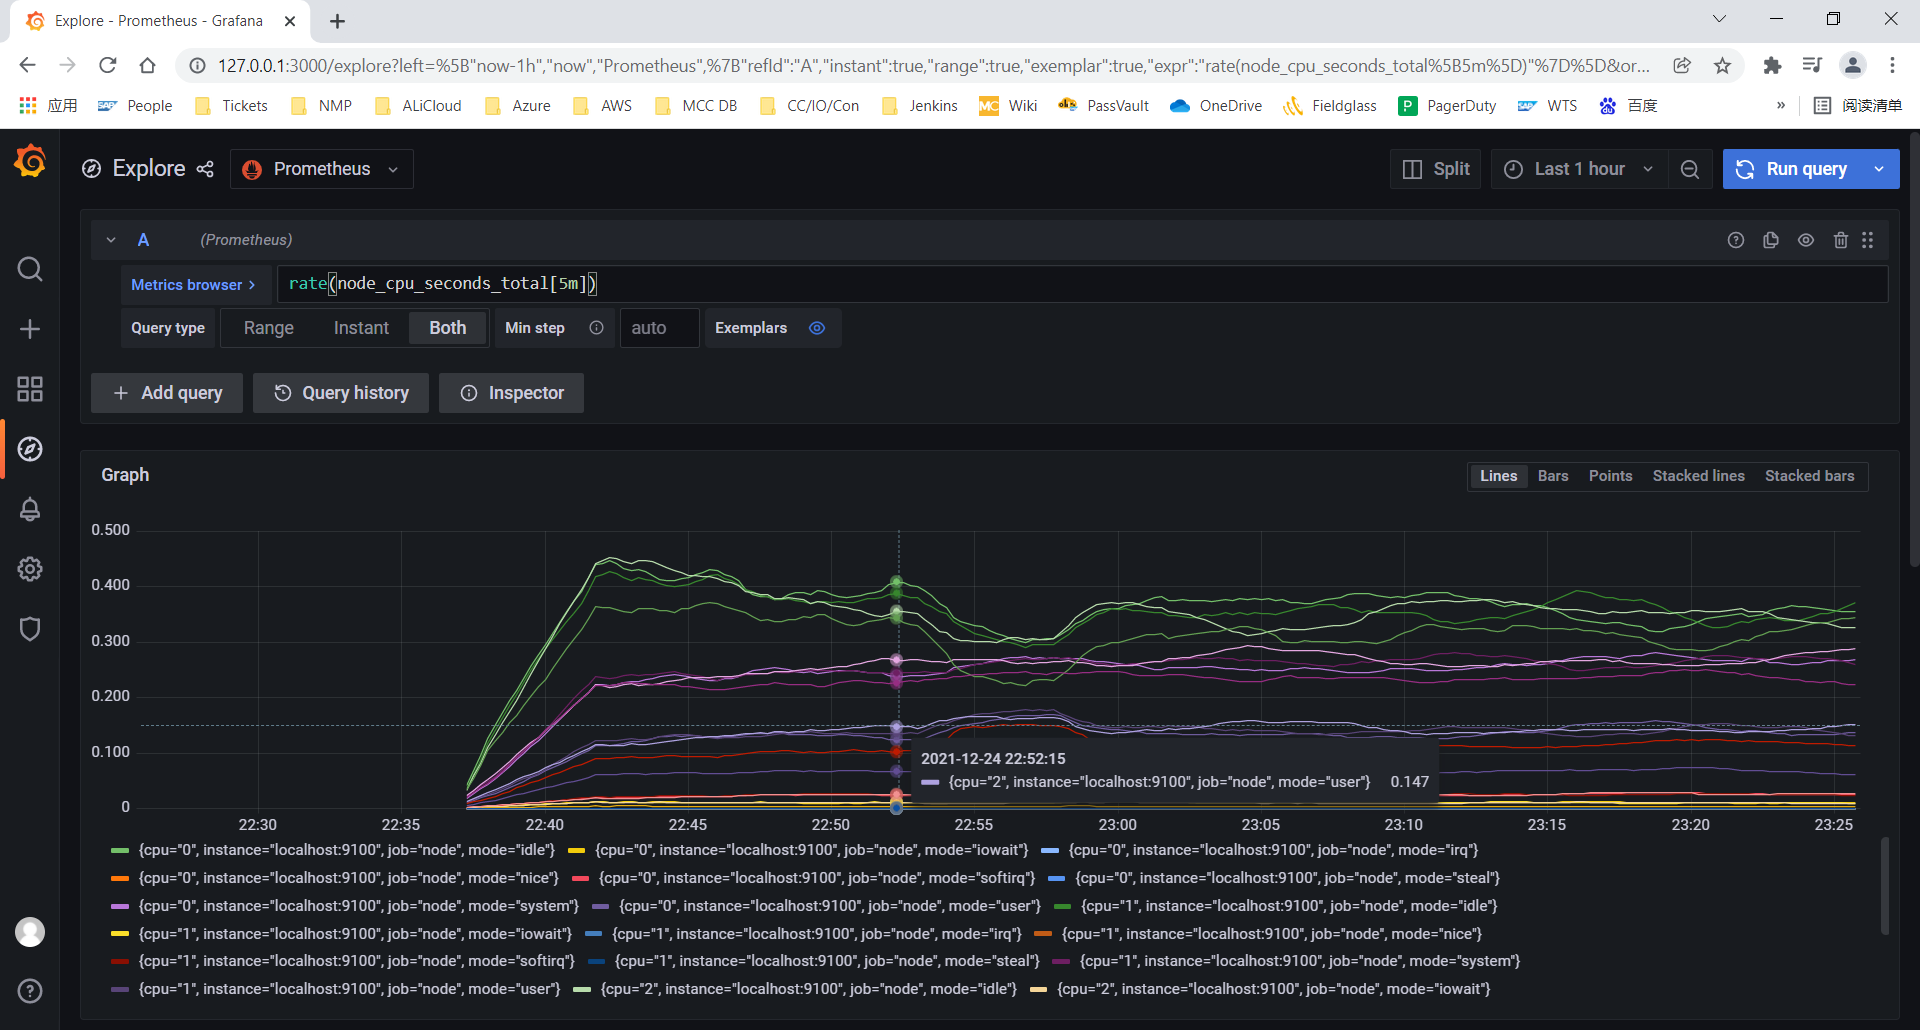 Explore - Prometheus - Grafana
127.0.0.1:3000/explore?left=%5B"now-1h","now","Prometheus",%7B"refId":"A","instant":true,"range":true,"exemplar":true,"expr":"rate(node_cpu_seconds_total%5B5m%5D)"%7D%5D&or...
应用 People Tickets NMP ALiCloud Azure AWS MCC DB CC/IO/Con Jenkins MC Wiki PassVault OneDrive Fieldglass P PagerDuty WTS 百度 » 阅读清单
Explore Prometheus Split Last 1 hour Run query
A (Prometheus)
Metrics browser > rate(node_cpu_seconds_total[5m])
Query type Range Instant Both Min step auto Exemplars
+ Add query Query history Inspector
Graph Lines Bars Points Stacked lines Stacked bars
0.500
0.400
0.300
0.200
0.100
2021-12-24 22:52:15
{cpu="2", instance="localhost:9100", job="node", mode="user"} 0.147
0
22:30 22:35 22:40 22:45 22:50 22:55 23:00 23:05 23:10 23:15 23:20 23:25
{cpu="0", instance="localhost:9100", job="node", mode="idle"} {cpu="0", instance="localhost:9100", job="node", mode="iowait"} {cpu="0", instance="localhost:9100", job="node", mode="irq"}
{cpu="0", instance="localhost:9100", job="node", mode="nice"} {cpu="0", instance="localhost:9100", job="node", mode="softirq"} {cpu="0", instance="localhost:9100", job="node", mode="steal"}
{cpu="0", instance="localhost:9100", job="node", mode="system"} {cpu="0", instance="localhost:9100", job="node", mode="user"} {cpu="1", instance="localhost:9100", job="node", mode="idle"}
{cpu="1", instance="localhost:9100", job="node", mode="iowait"} {cpu="1", instance="localhost:9100", job="node", mode="irq"} {cpu="1", instance="localhost:9100", job="node", mode="nice"}
{cpu="1", instance="localhost:9100", job="node", mode="softirq"} {cpu="1", instance="localhost:9100", job="node", mode="steal"} {cpu="1", instance="localhost:9100", job="node", mode="system"}
{cpu="1", instance="localhost:9100", job="node", mode="user"} {cpu="2", instance="localhost:9100", job="node", mode="idle"} {cpu="2", instance="localhost:9100", job="node", mode="iowait"}